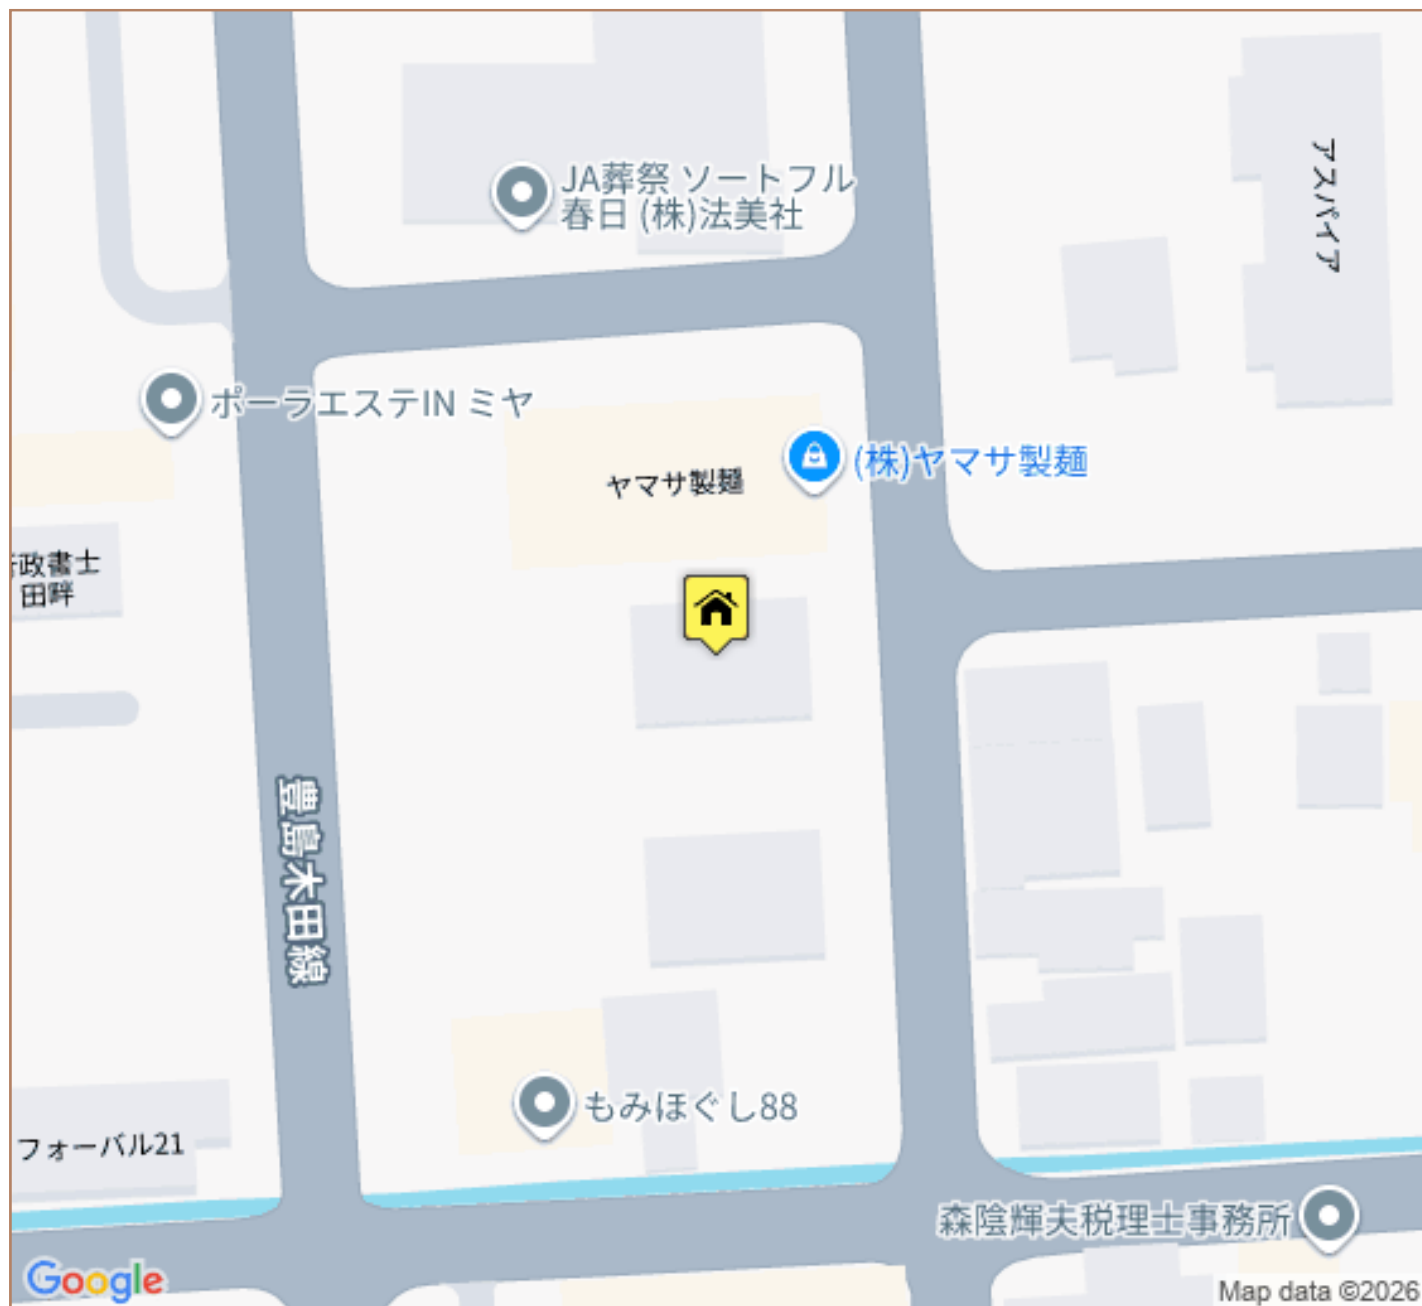 JA葬祭 ソートフル
春日 (株)法美社
アスパイア
ポーラエステIN ミヤ
(株)ヤマサ製麺
ヤマサ製麺
政書士
田畔
豊島木田線
もみほぐし88
フォーバル21
森陰輝夫税理士事務所
Google
Map data ©2026